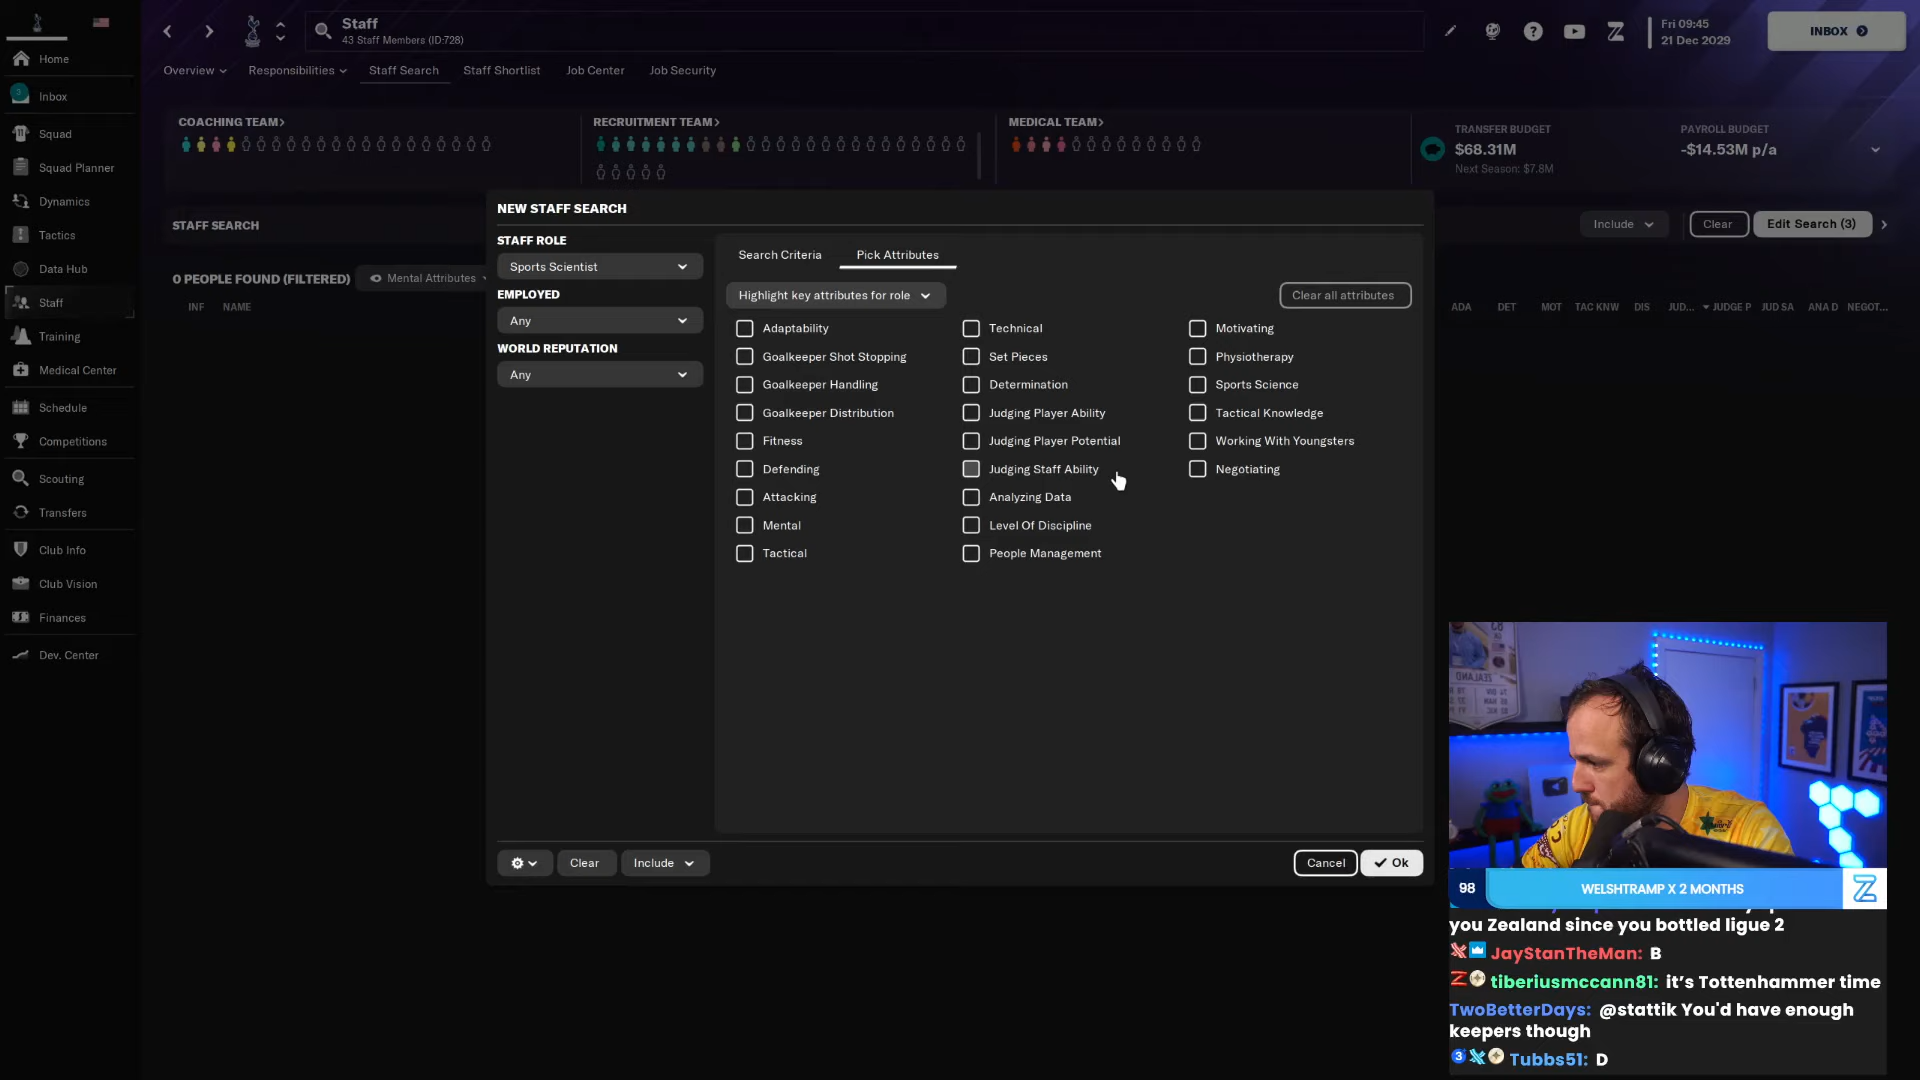 Staff
43 Staff Members (ID:728)
Fri 09:45
21 Dec 2029
INBOX
Overview
Responsibilities
Staff Search
Staff Shortlist
Job Center
Job Security
Home
3
Inbox
Squad
Squad Planner
Dynamics
Tactics
Data Hub
Staff
Training
Medical Center
Schedule
Competitions
Scouting
Transfers
Club Info
Club Vision
Finances
Dev. Center
COACHING TEAM>
RECRUITMENT TEAM>
MEDICAL TEAM>
TRANSFER BUDGET
$68.31M
Next Season: $7.8M
PAYROLL BUDGET
-$14.53M p/a
STAFF SEARCH
Include
Clear
Edit Search (3)
0 PEOPLE FOUND (FILTERED)
Mental Attributes
INF NAME
ADA DET MOT TAC KNW DIS JUD... JUDGE P JUD SA ANA D NEGOT...
NEW STAFF SEARCH
STAFF ROLE
Sports Scientist
EMPLOYED
Any
WORLD REPUTATION
Any
Search Criteria
Pick Attributes
Highlight key attributes for role
Clear all attributes
Adaptability
Goalkeeper Shot Stopping
Goalkeeper Handling
Goalkeeper Distribution
Fitness
Defending
Attacking
Mental
Tactical
Technical
Set Pieces
Determination
Judging Player Ability
Judging Player Potential
Judging Staff Ability
Analyzing Data
Level Of Discipline
People Management
Motivating
Physiotherapy
Sports Science
Tactical Knowledge
Working With Youngsters
Negotiating
Clear
Include
Cancel
Ok
98
WELSHTRAMP X 2 MONTHS
you Zealand since you bottled ligue 2
JayStanTheMan: B
tiberiusmccann81: it's Tottenhammer time
TwoBetterDays: @stattik You'd have enough
keepers though
3 Tubbs51: D